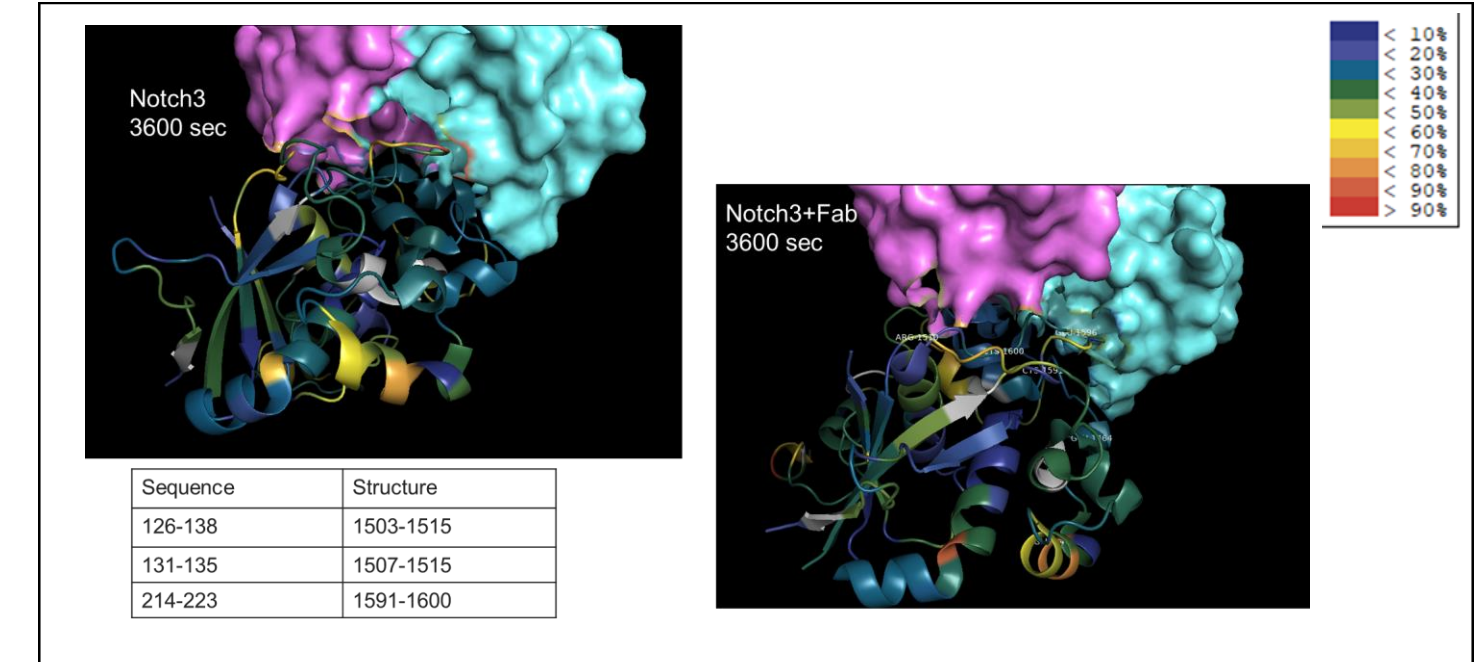 Notch3
3600 sec
< 10%
< 20%
< 30%
< 40%
< 50%
< 60%
< 70%
< 80%
< 90%
> 90%
Notch3+Fab
3600 sec
Sequence Structure
126-138 1503-1515
131-135 1507-1515
214-223 1591-1600